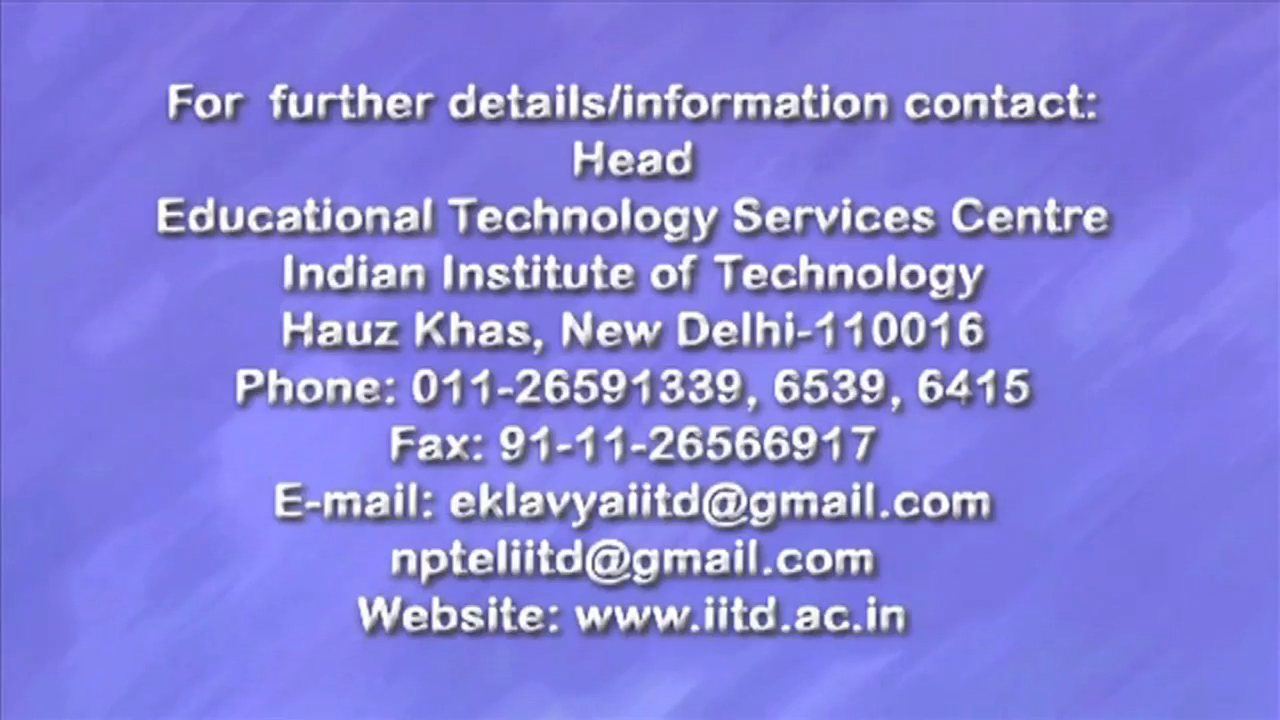 For further details/information contact:
Head
Educational Technology Services Centre
Indian Institute of Technology
Hauz Khas, New Delhi-110016
Phone: 011-26591339, 6539, 6415
Fax: 91-11-26566917
E-mail: eklavyaiitd@gmail.com
npteliitd@gmail.com
Website: www.iitd.ac.in